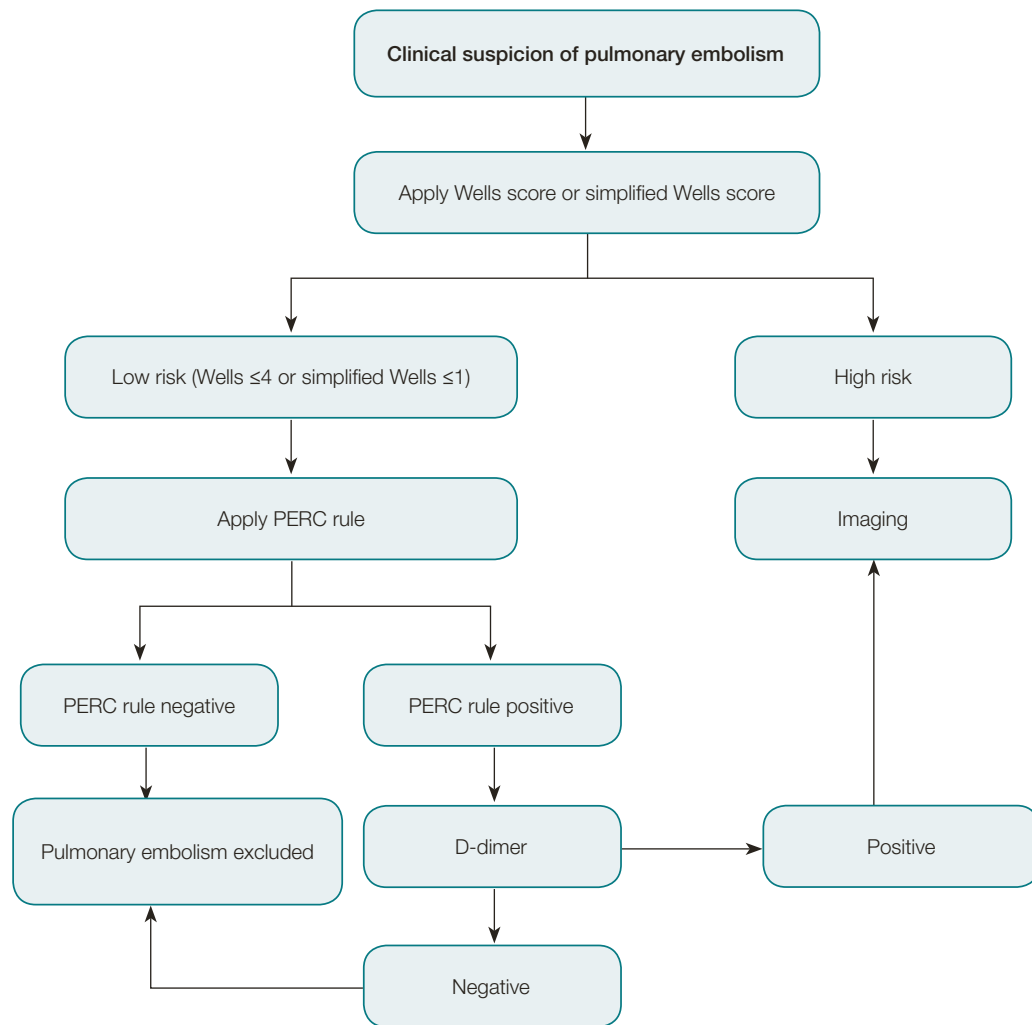 Clinical suspicion of pulmonary embolism
Apply Wells score or simplified Wells score
Low risk (Wells ≤4 or simplified Wells ≤1)
High risk
Apply PERC rule
Imaging
PERC rule negative
PERC rule positive
Pulmonary embolism excluded
D-dimer
Positive
Negative